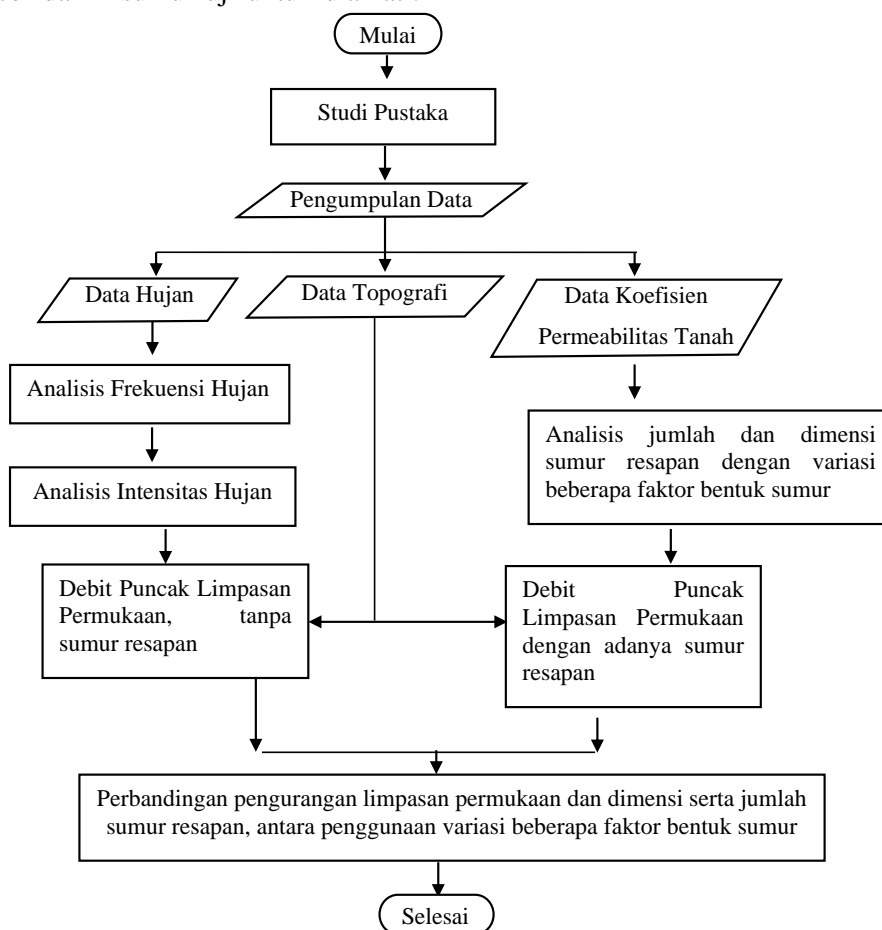 Mulai
Studi Pustaka
Pengumpulan Data
Data Hujan
Data Topografi
Data Koefisien
Permeabilitas Tanah
Analisis Frekuensi Hujan
Analisis jumlah dan dimensi
sumur resapan dengan variasi
beberapa faktor bentuk sumur
Analisis Intensitas Hujan
Debit Puncak Limpasan
Permukaan, tanpa
sumur resapan
Debit Puncak
Limpasan Permukaan
dengan adanya sumur
resapan
Perbandingan pengurangan limpasan permukaan dan dimensi serta jumlah
sumur resapan, antara penggunaan variasi beberapa faktor bentuk sumur
Selesai